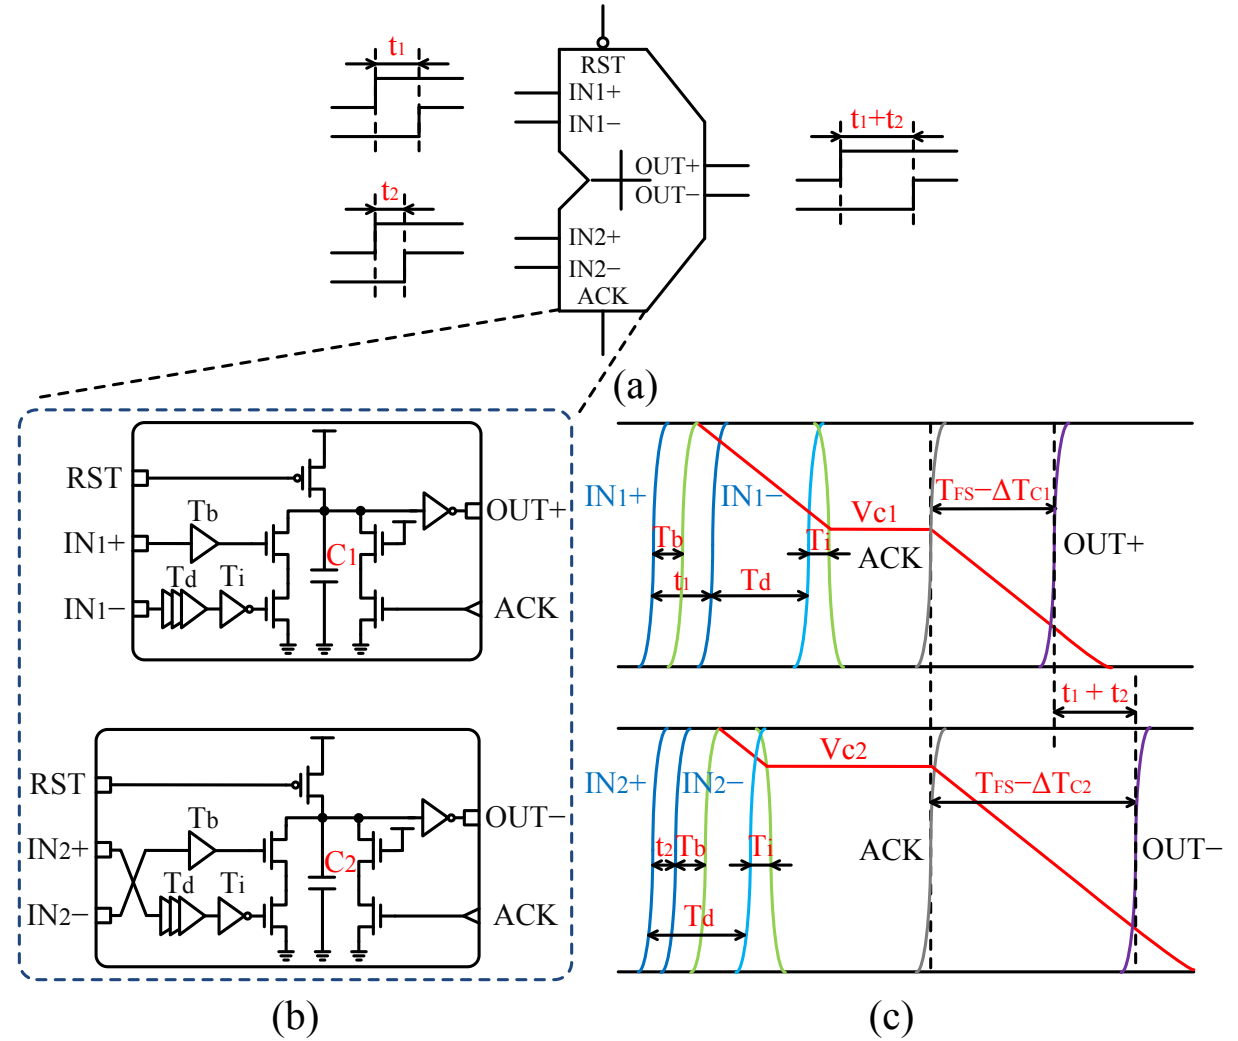 t1
RST
IN1+
IN1−
t1+t2
OUT+
OUT−
t2
IN2+
IN2−
ACK
(a)
RST
Tb
OUT+
IN1+
C1
Td
Ti
IN1−
ACK
RST
Tb
OUT−
IN2+
C2
Td
Ti
IN2−
ACK
(b)
IN1+
IN1−
Vc1
TFS−ΔTC1
Tb
Ti
ACK
OUT+
t1
Td
t1 + t2
IN2+
IN2−
Vc2
TFS−ΔTC2
t2
Tb
Ti
ACK
OUT−
Td
(c)